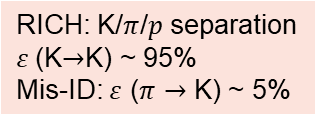 RICH: K/π/p separation
ε (K→K) ~ 95%
Mis-ID: ε (π → K) ~ 5%